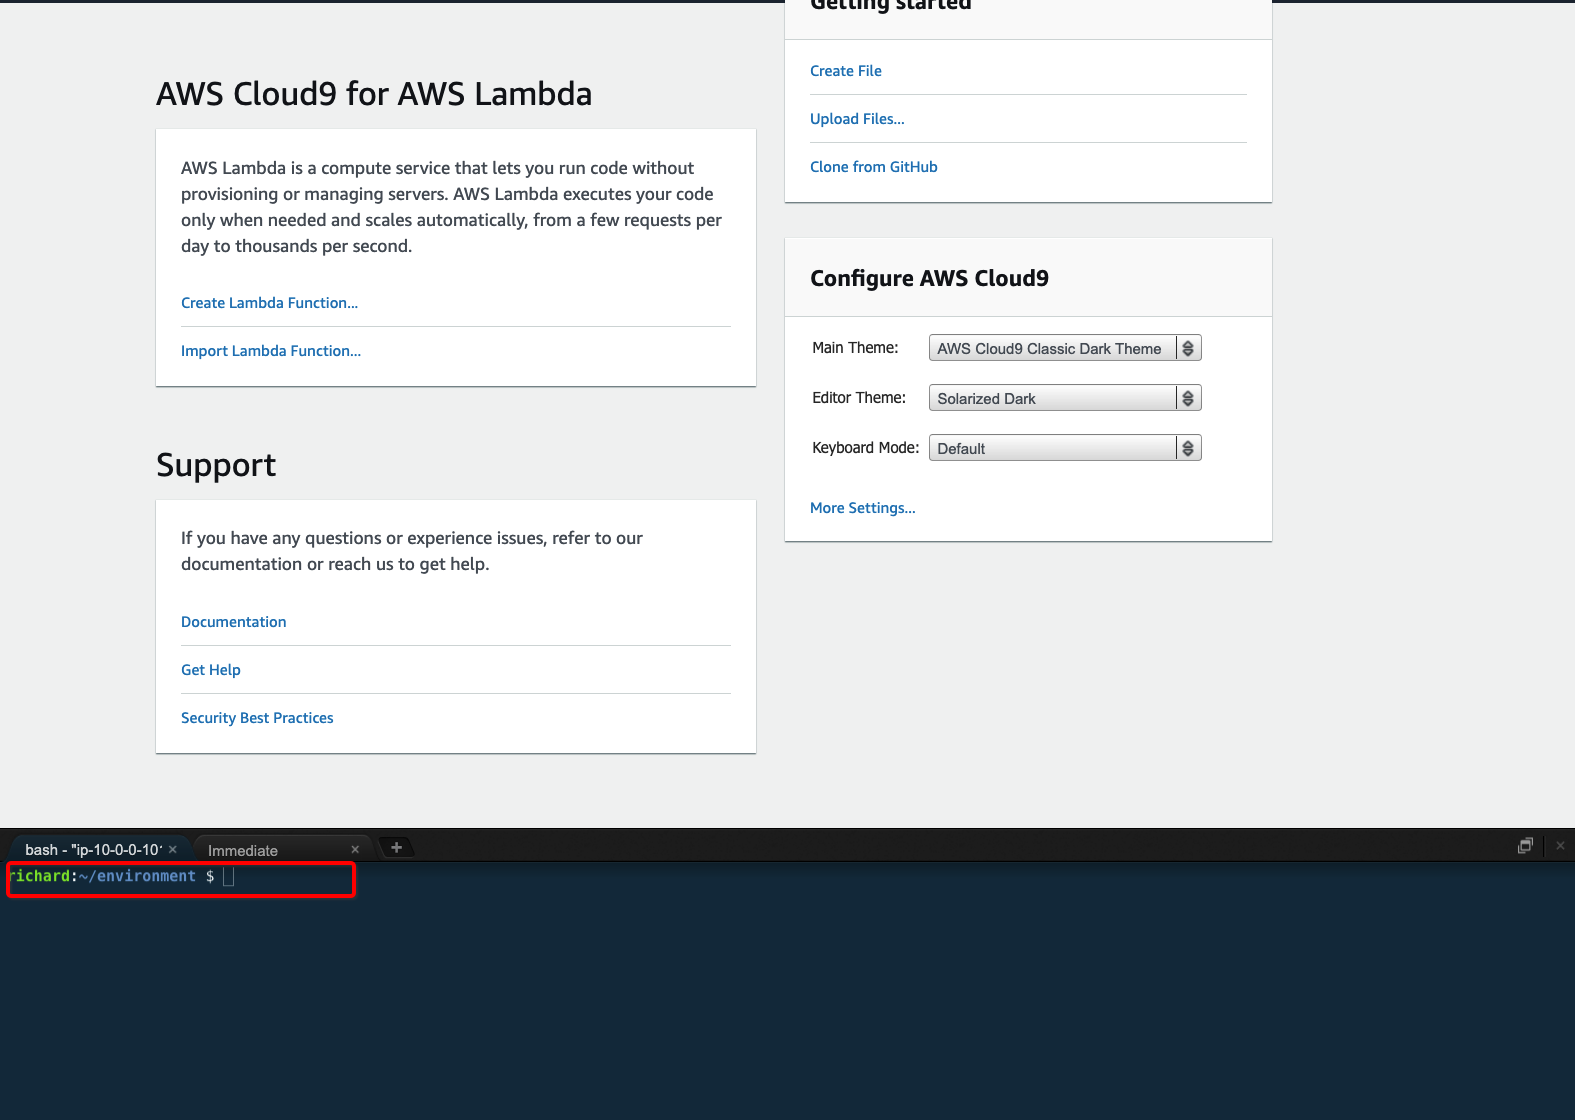 Getting started
Create File
Upload Files...
Clone from GitHub
AWS Cloud9 for AWS Lambda
AWS Lambda is a compute service that lets you run code without
provisioning or managing servers. AWS Lambda executes your code
only when needed and scales automatically, from a few requests per
day to thousands per second.
Create Lambda Function...
Import Lambda Function...
Configure AWS Cloud9
Main Theme: AWS Cloud9 Classic Dark Theme
Editor Theme: Solarized Dark
Keyboard Mode: Default
More Settings...
Support
If you have any questions or experience issues, refer to our
documentation or reach us to get help.
Documentation
Get Help
Security Best Practices
bash - "ip-10-0-0-10 × Immediate × +
richard:~/environment $